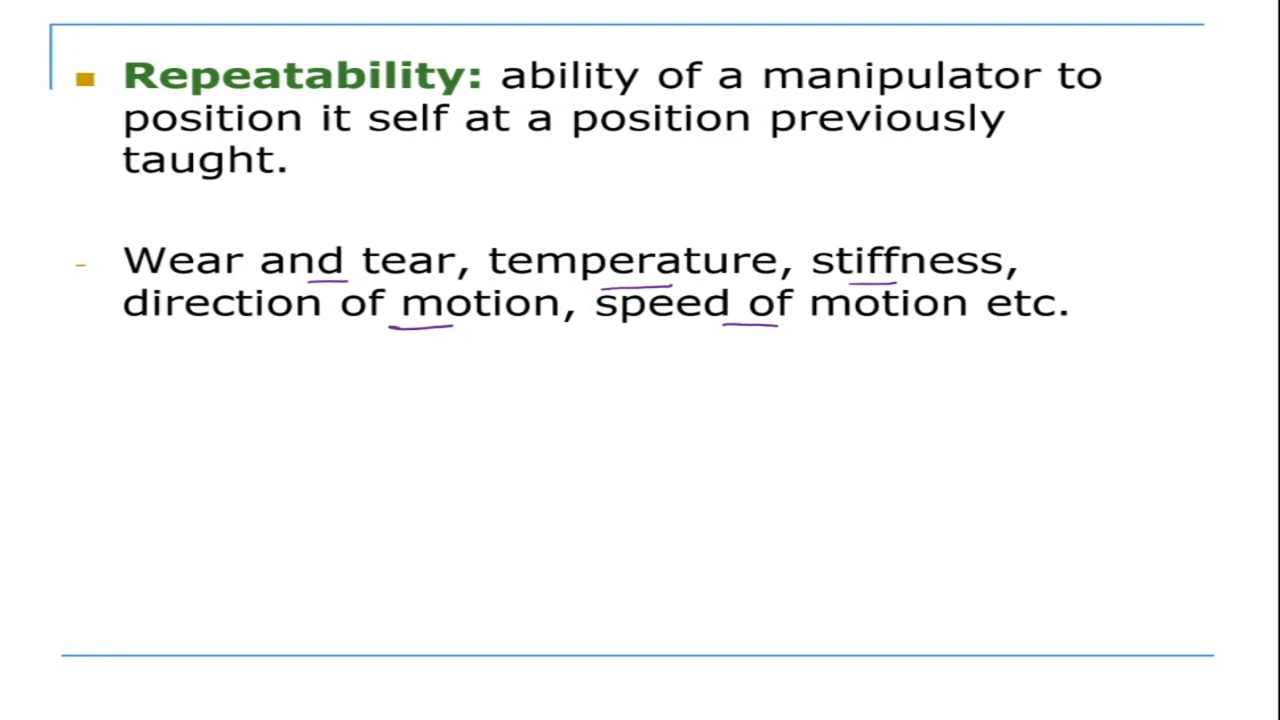 Repeatability: ability of a manipulator to
position it self at a position previously
taught.
- Wear and tear, temperature, stiffness,
direction of motion, speed of motion etc.